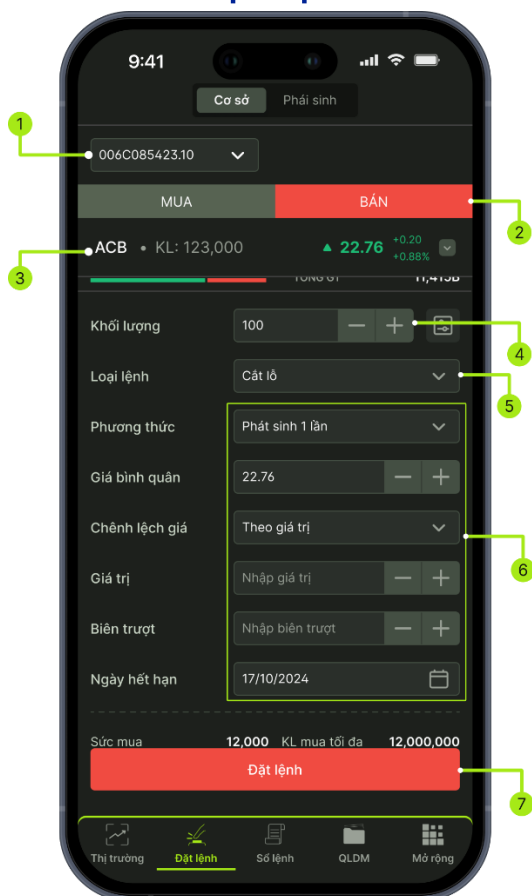 9:41
Cơ sở Phái sinh
1
006C085423.10
MUA BÁN
2
ACB • KL: 123,000 ▲ 22.76 +0.20
+0.88%
3
Khối lượng 100 — +
4
Loại lệnh Cắt lỗ
5
Phương thức Phát sinh 1 lần
Giá bình quân 22.76 — +
Chênh lệch giá Theo giá trị
6
Giá trị Nhập giá trị — +
Biên trượt Nhập biên trượt — +
Ngày hết hạn 17/10/2024
Sức mua 12,000 KL mua tối đa 12,000,000
Đặt lệnh
7
Thị trường Đặt lệnh Sổ lệnh QLDM Mở rộng